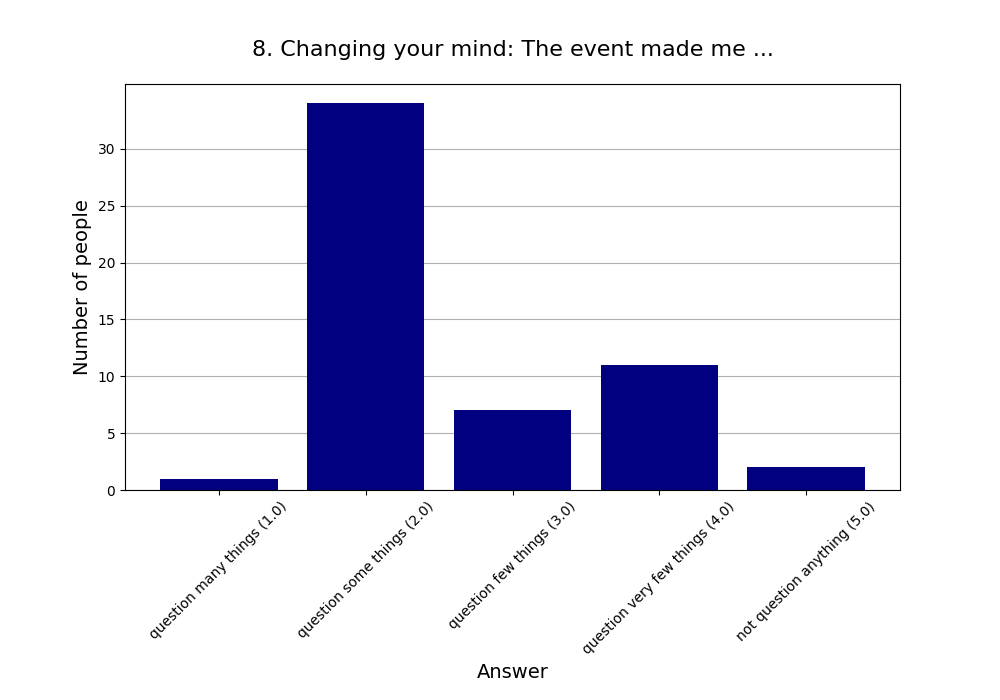 8. Changing your mind: The event made me ...
Number of people
30
25
20
15
10
5
0
question many things (1.0)
question some things (2.0)
question few things (3.0)
question very few things (4.0)
not question anything (5.0)
Answer